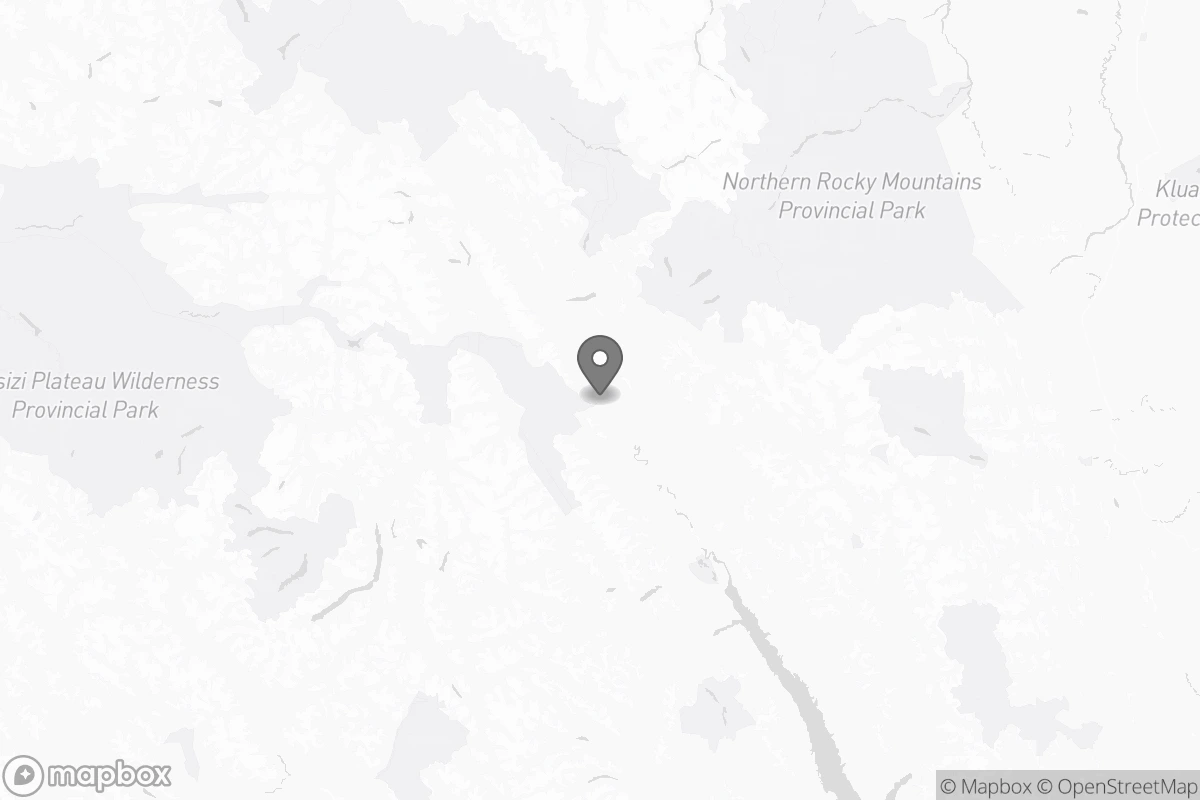 Northern Rocky Mountains
Provincial Park
Klua
Protec
sizi Plateau Wilderness
Provincial Park
mapbox
© Mapbox © OpenStreetMap